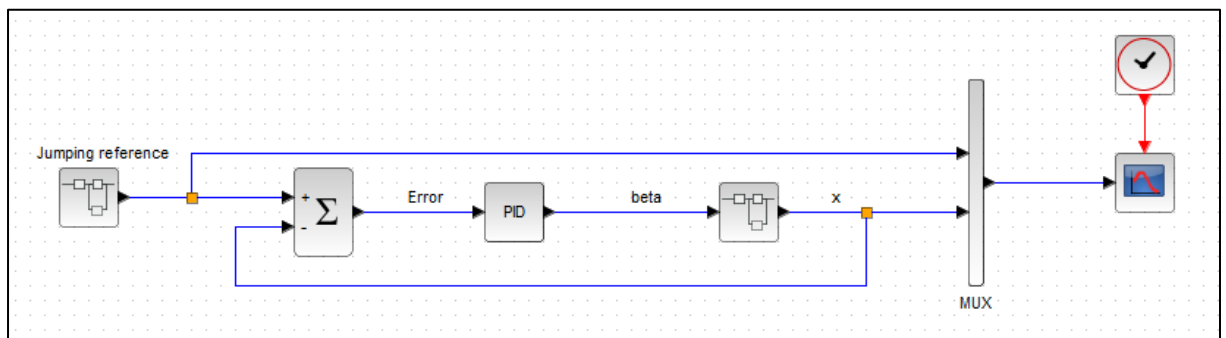 Jumping reference
+
-
Σ
Error
PID
beta
x
MUX